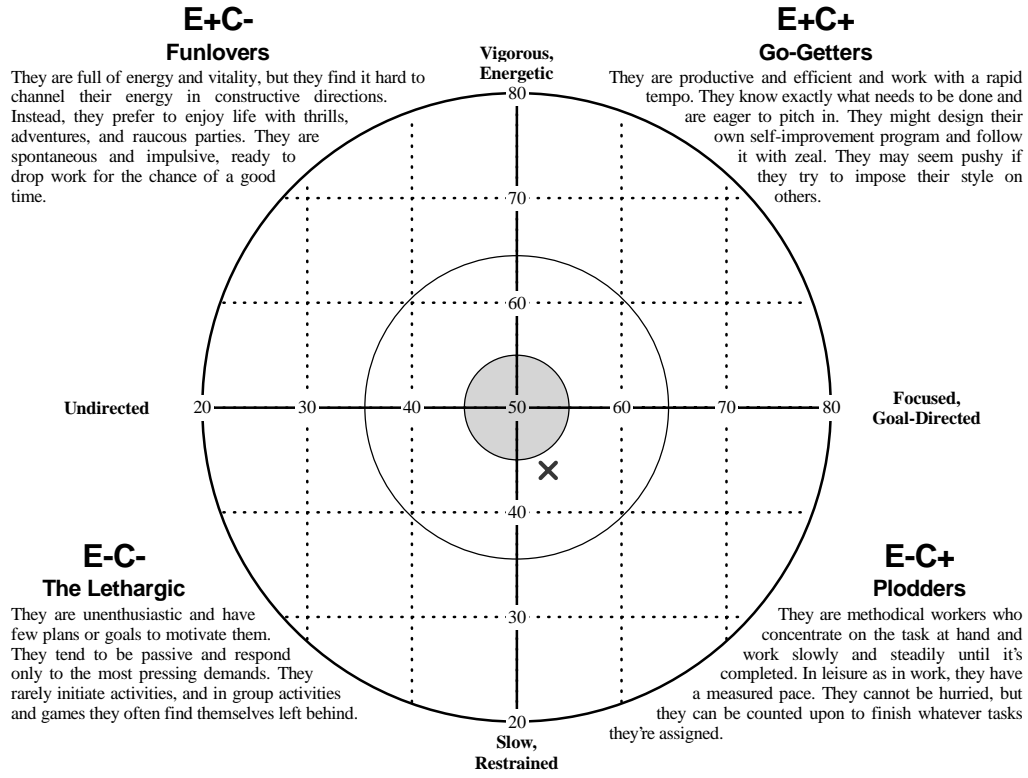 E+C-
Funlovers
They are full of energy and vitality, but they find it hard to
channel their energy in constructive directions.
Instead, they prefer to enjoy life with thrills,
adventures, and raucous parties. They are
spontaneous and impulsive, ready to
drop work for the chance of a good
time.
Vigorous,
Energetic
E+C+
Go-Getters
They are productive and efficient and work with a rapid
tempo. They know exactly what needs to be done and
are eager to pitch in. They might design their
own self-improvement program and follow
it with zeal. They may seem pushy if
they try to impose their style on
others.
80
70
60
Undirected
20 30 40 50 60 70 80
Focused,
Goal-Directed
40
30
20
Slow,
Restrained
E-C-
The Lethargic
They are unenthusiastic and have
few plans or goals to motivate them.
They tend to be passive and respond
only to the most pressing demands. They
rarely initiate activities, and in group activities
and games they often find themselves left behind.
E-C+
Plodders
They are methodical workers who
concentrate on the task at hand and
work slowly and steadily until it's
completed. In leisure as in work, they have
a measured pace. They cannot be hurried, but
they can be counted upon to finish whatever tasks
they're assigned.